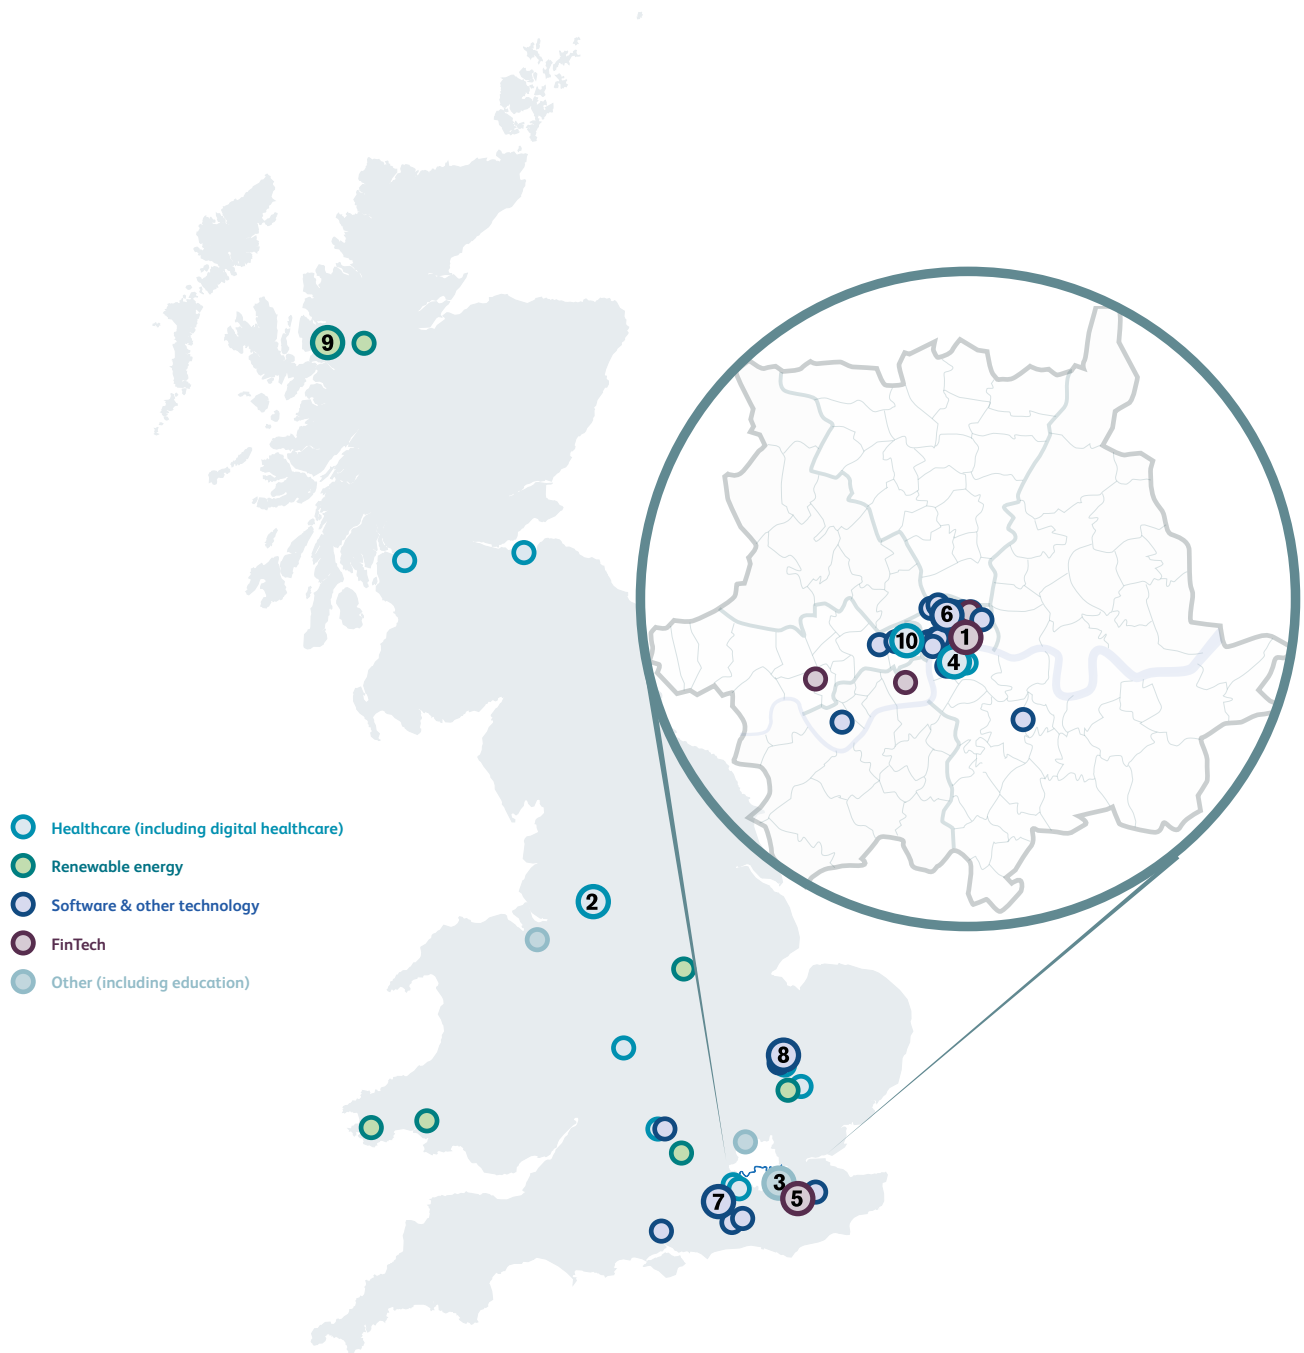 9
6
1
10
4
Healthcare (including digital healthcare)
Renewable energy
Software & other technology
FinTech
Other (including education)
2
8
3
5
7